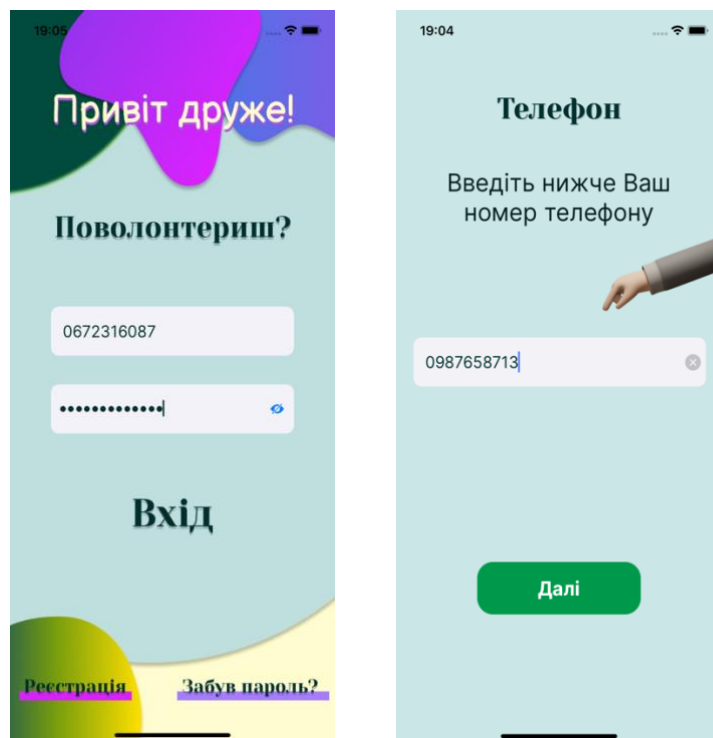 19:05
Привіт друже!
Поволонтериш?
0672316087
•••••••••••••
Вхід
Реєстрація
Забув пароль?
19:04
Телефон
Введіть нижче Ваш
номер телефону
0987658713
Далі